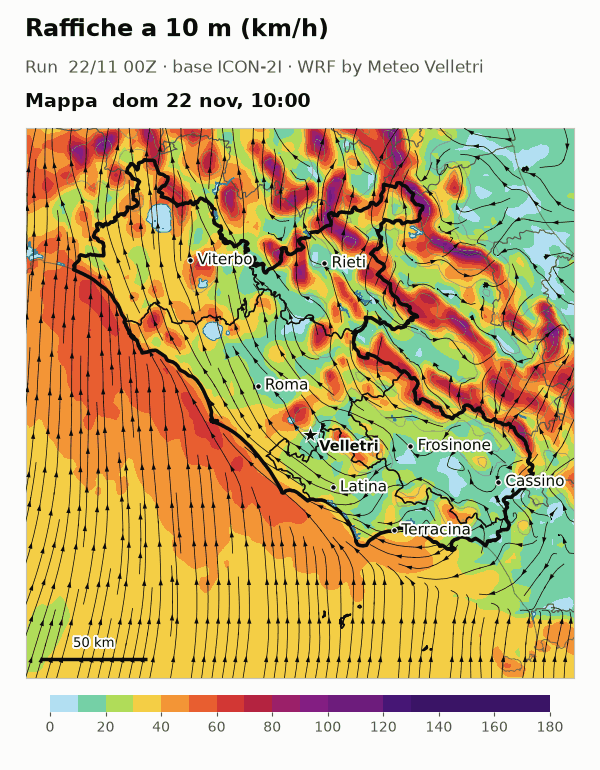 Raffiche a 10 m (km/h)
Run 22/11 00Z · base ICON-2I · WRF by Meteo Velletri
Mappa dom 22 nov, 10:00
Viterbo
Rieti
Roma
Velletri
Frosinone
Cassino
Latina
Terracina
50 km
0 20 40 60 80 100 120 140 160 180